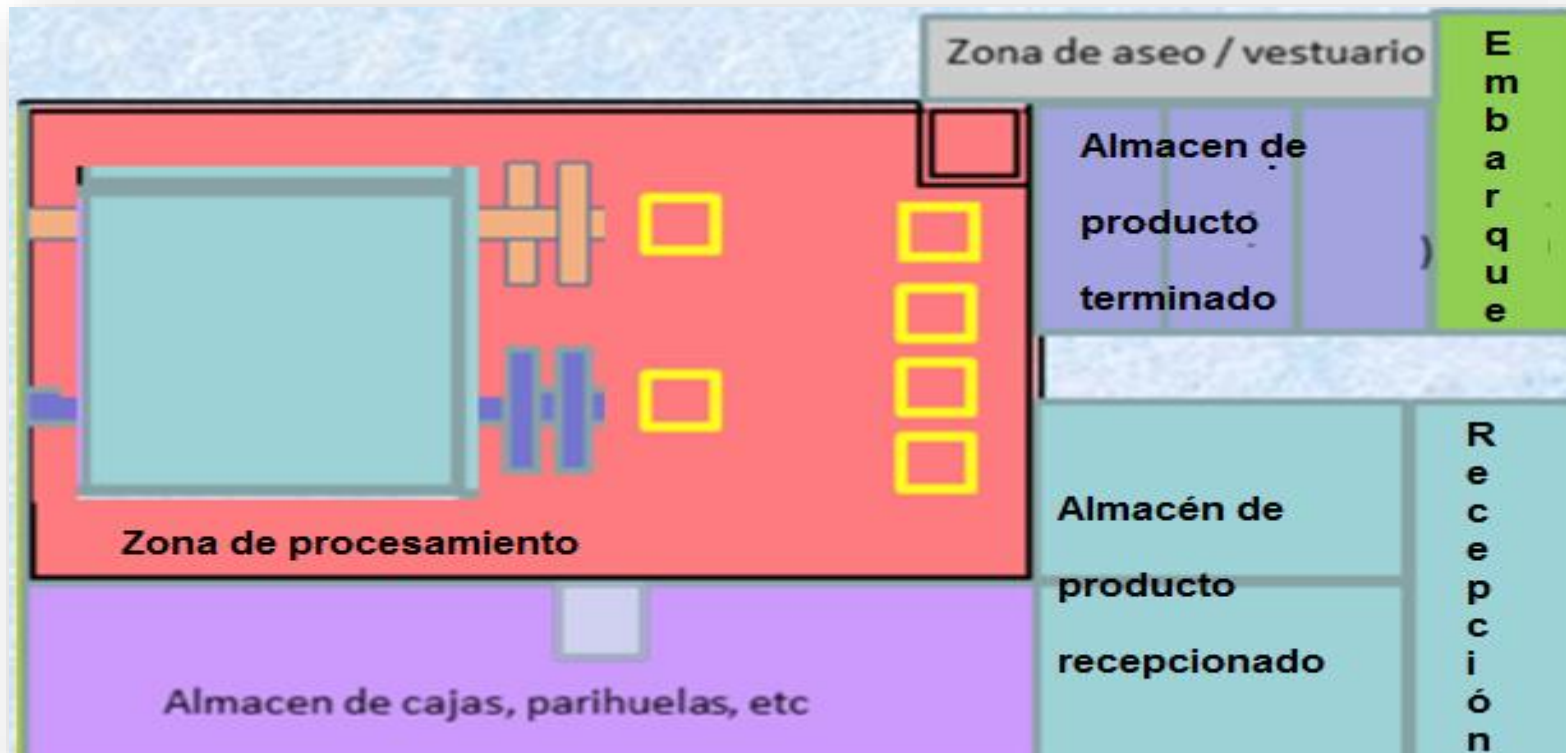 Zona de aseo / vestuario
Embarque
Almacen de
producto
terminado
)
Zona de procesamiento
Almacén de
producto
recepcionado
Recepción
Almacen de cajas, parihuelas, etc